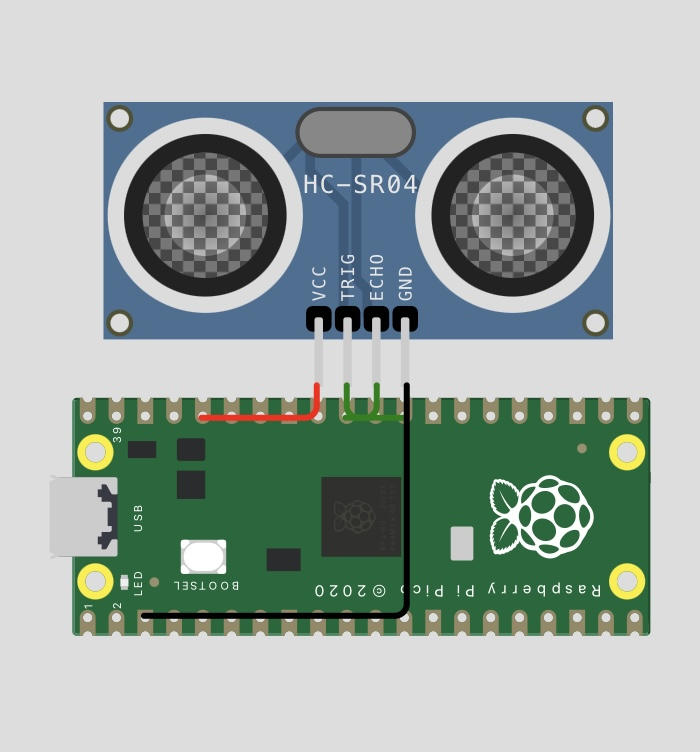 HC-SR04
VCC
TRIG
ECHO
GND
39
USB
LED
BOOTSEL
1
2
Raspberry Pi Pico © 2020